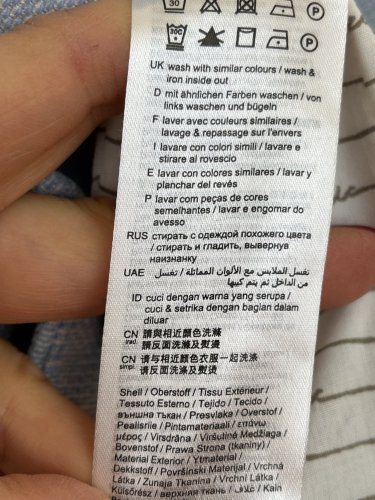 30 P
30C P
UK wash with similar colours / wash &
iron inside out
D mit ähnlichen Farben waschen / von
links waschen und bügeln
F laver avec couleurs similaires /
lavage & repassage sur l'envers
I lavare con colori simili / lavare e
stirare al rovescio
E lavar con colores similares / lavar y
planchar del revés
P lavar com peças de cores
semelhantes / lavar e engomar do
avesso
RUS стирать с одеждой похожего цвета
/ стирать и гладить, вывернув
наизнанку
UAE تغسل الملابس مع الألوان المماثلة / تغسل
من الداخل ثم يتم كيها
ID cuci dengan warna yang serupa /
cuci & setrika dengan bagian dalam
diluar
CN trad. 請與相近顏色洗滌
請反面洗滌及熨燙
CN simpl. 请与相近颜色衣服一起洗涤
请反面洗涤及熨烫
Shell / Oberstoff / Tissu Extérieur /
Tessuto Esterno / Tejido / Tecido /
външна тъкан / Presvlaka / Overstof /
Pealisriie / Pintamateriaali / επάνω
μέρος / Virsdrāna / Viršutinė Medžiaga /
Bovenstof / Prawa Strona (tkaniny) /
Material Exterior / Ytmaterial /
Dekkstoff / Površinski Material / Vrchná
Látka / Zunaja Tkanina / Vrchní Látka /
Külsőrész / верхняя ткань / 쉘 / Kain